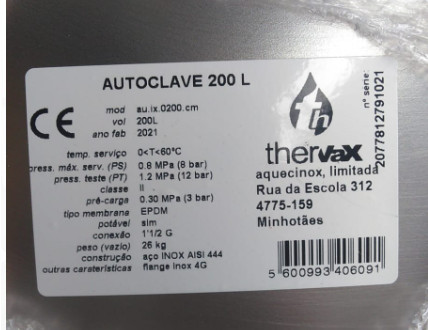 AUTOCLAVE 200 L
CE
mod au.ix.0200.cm
vol 200L
ano fab 2021
temp. serviço 0<T<60ºC
press. máx. serv. (PS) 0.8 MPa (8 bar)
press. teste (PT) 1.2 MPa (12 bar)
classe II
pré-carga 0.30 MPa (3 bar)
tipo membrana EPDM
potável sim
conexão 1'1/2 G
peso (vazio) 26 kg
construção aço INOX AISI 444
outras caraterísticas flange inox 4G
th
thervax
aquecinox, limitada
Rua da Escola 312
4775-159
Minhotães
nº série:
2077812791021
5600993406091